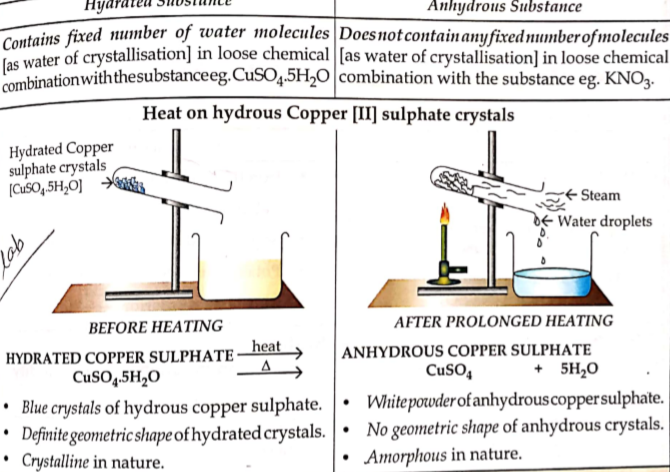 Hydrated Substance
Anhydrous Substance
Contains fixed number of water molecules
[as water of crystallisation] in loose chemical
combination with the substance eg. CuSO₄.5H₂O
Does not contain any fixed number of molecules
[as water of crystallisation] in loose chemical
combination with the substance eg. KNO₃.
Heat on hydrous Copper [II] sulphate crystals
Hydrated Copper
sulphate crystals
[CuSO₄.5H₂O]
Lab
BEFORE HEATING
HYDRATED COPPER SULPHATE heat
CuSO₄.5H₂O Δ
• Blue crystals of hydrous copper sulphate.
• Definite geometric shape of hydrated crystals.
• Crystalline in nature.
Steam
Water droplets
AFTER PROLONGED HEATING
ANHYDROUS COPPER SULPHATE
CuSO₄ + 5H₂O
• White powder of anhydrous copper sulphate.
• No geometric shape of anhydrous crystals.
• Amorphous in nature.